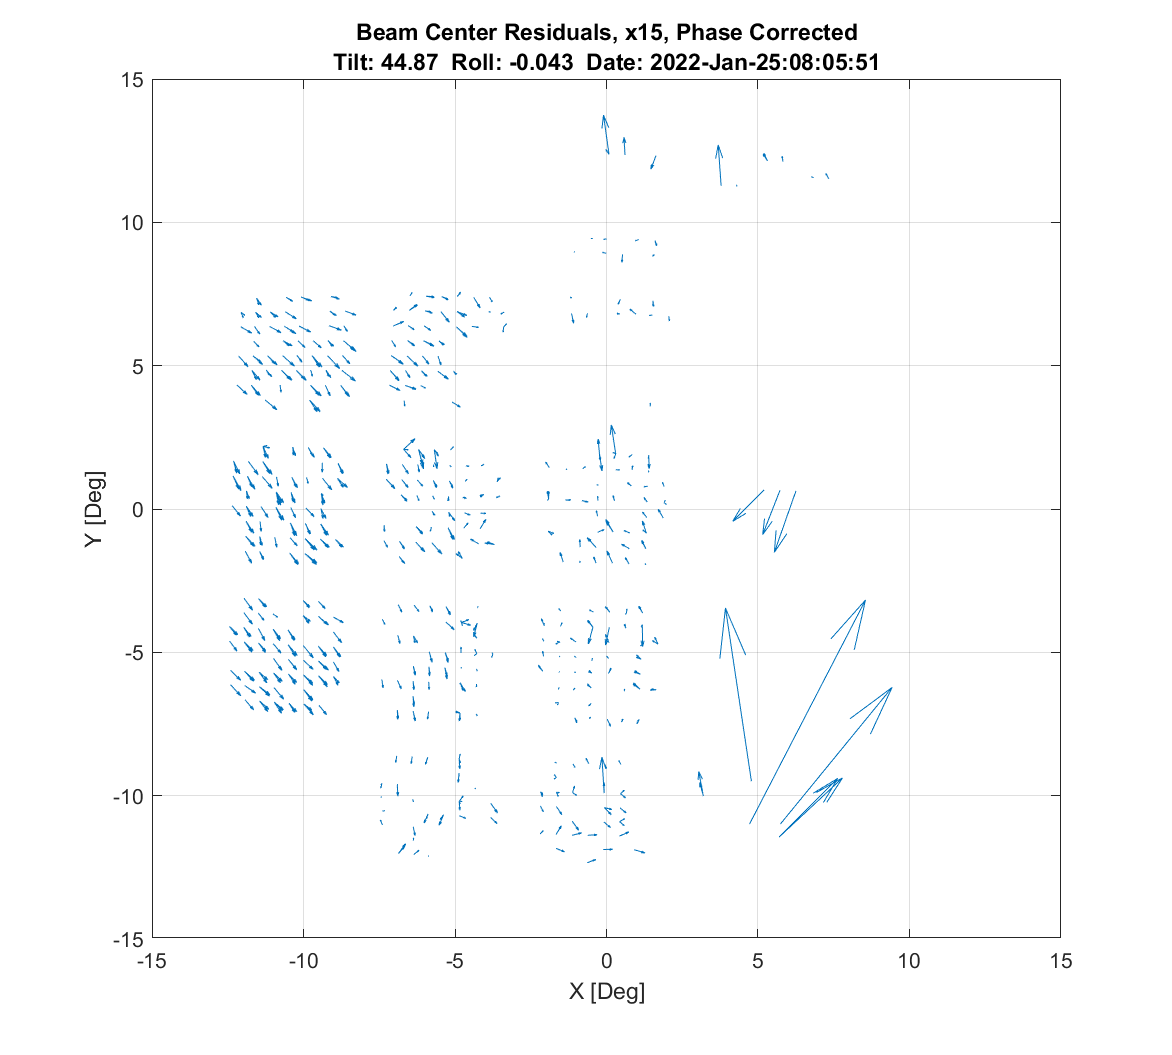 Beam Center Residuals, x15, Phase Corrected
Tilt: 44.87  Roll: -0.043  Date: 2022-Jan-25:08:05:51
15
10
5
0
-5
-10
-15
Y [Deg]
-15 -10 -5 0 5 10 15
X [Deg]